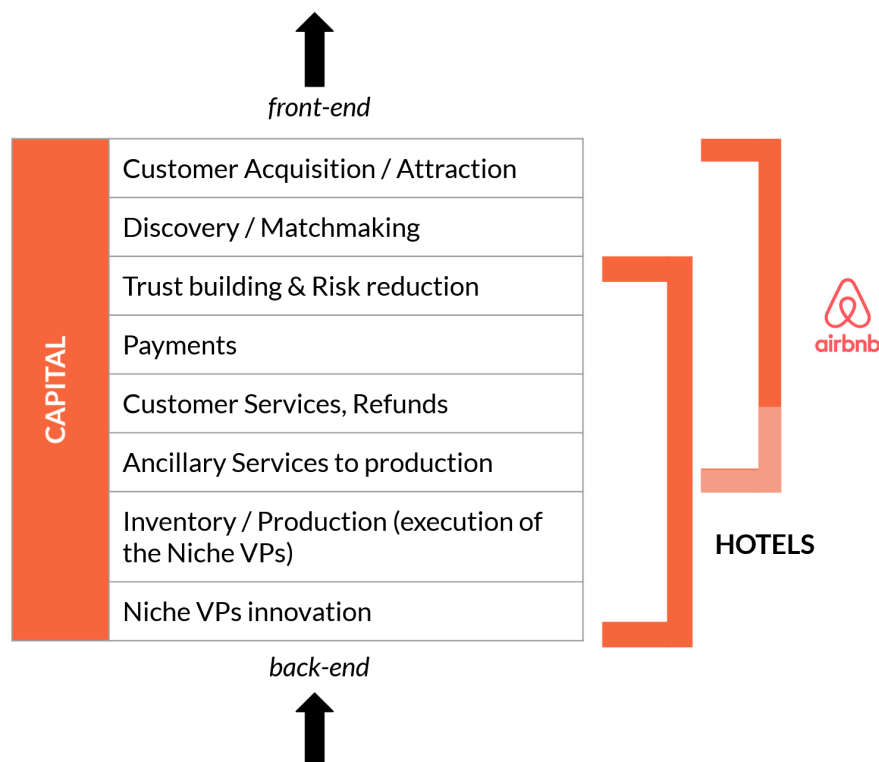 front-end
CAPITAL
Customer Acquisition / Attraction
Discovery / Matchmaking
Trust building & Risk reduction
Payments
Customer Services, Refunds
Ancillary Services to production
Inventory / Production (execution of
the Niche VPs)
Niche VPs innovation
airbnb
HOTELS
back-end